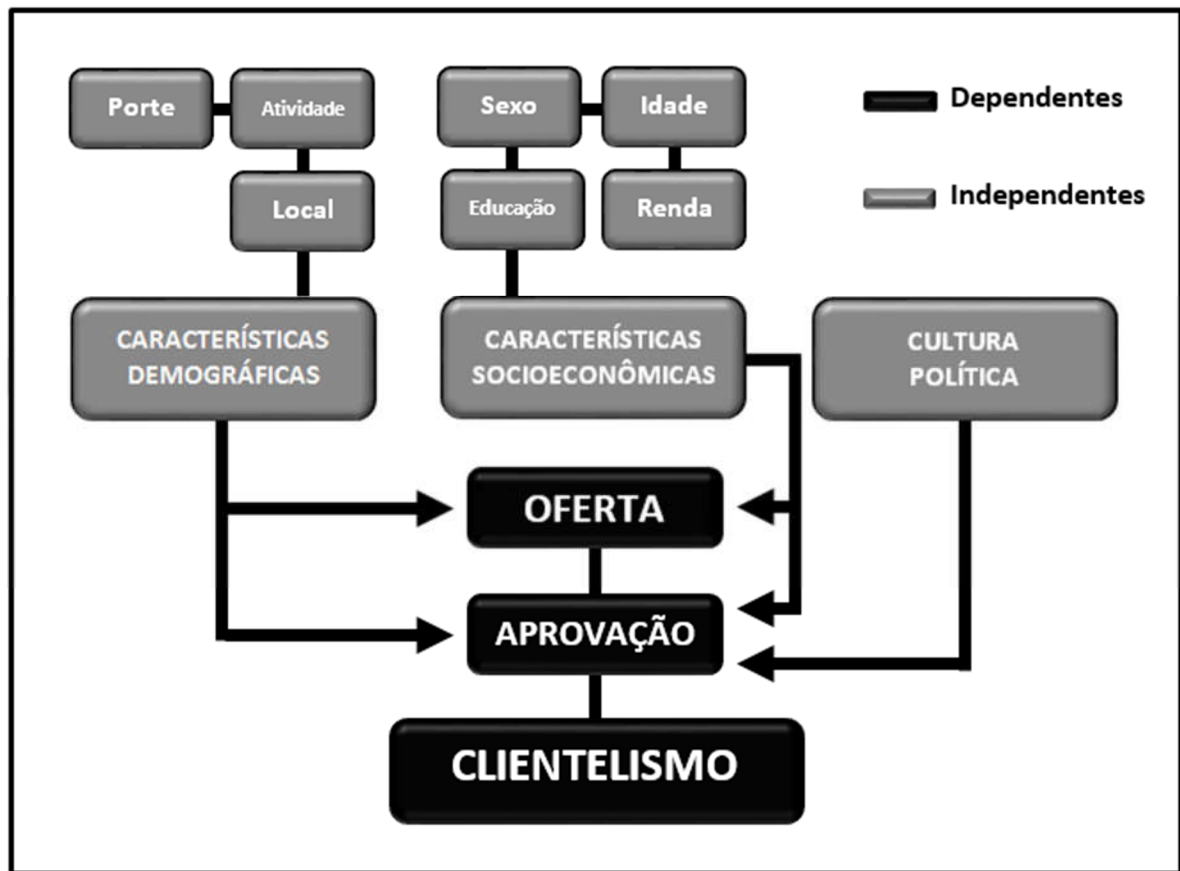 Porte
Atividade
Local
Sexo
Idade
Educação
Renda
Dependentes
Independentes
CARACTERÍSTICAS
DEMOGRÁFICAS
CARACTERÍSTICAS
SOCIOECONÔMICAS
CULTURA
POLÍTICA
OFERTA
APROVAÇÃO
CLIENTELISMO